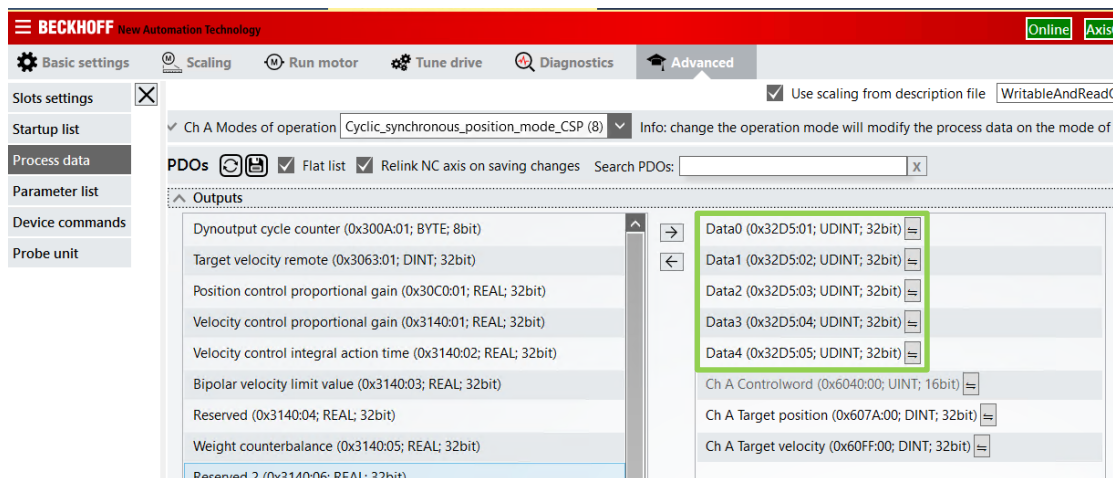 BECKHOFF New Automation Technology
Online
Basic settings
Scaling
Run motor
Tune drive
Diagnostics
Advanced
Slots settings
Startup list
Process data
Parameter list
Device commands
Probe unit
Use scaling from description file
Ch A Modes of operation Cyclic_synchronous_position_mode_CSP (8) Info: change the operation mode will modify the process data on the mode of
PDOs Flat list Relink NC axis on saving changes Search PDOs: X
Outputs
Dynoutput cycle counter (0x300A:01; BYTE; 8bit)
Target velocity remote (0x3063:01; DINT; 32bit)
Position control proportional gain (0x30C0:01; REAL; 32bit)
Velocity control proportional gain (0x3140:01; REAL; 32bit)
Velocity control integral action time (0x3140:02; REAL; 32bit)
Bipolar velocity limit value (0x3140:03; REAL; 32bit)
Reserved (0x3140:04; REAL; 32bit)
Weight counterbalance (0x3140:05; REAL; 32bit)
Reserved 2 (0x3140:06; REAL; 32bit)
Data0 (0x32D5:01; UDINT; 32bit)
Data1 (0x32D5:02; UDINT; 32bit)
Data2 (0x32D5:03; UDINT; 32bit)
Data3 (0x32D5:04; UDINT; 32bit)
Data4 (0x32D5:05; UDINT; 32bit)
Ch A Controlword (0x6040:00; UINT; 16bit)
Ch A Target position (0x607A:00; DINT; 32bit)
Ch A Target velocity (0x60FF:00; DINT; 32bit)